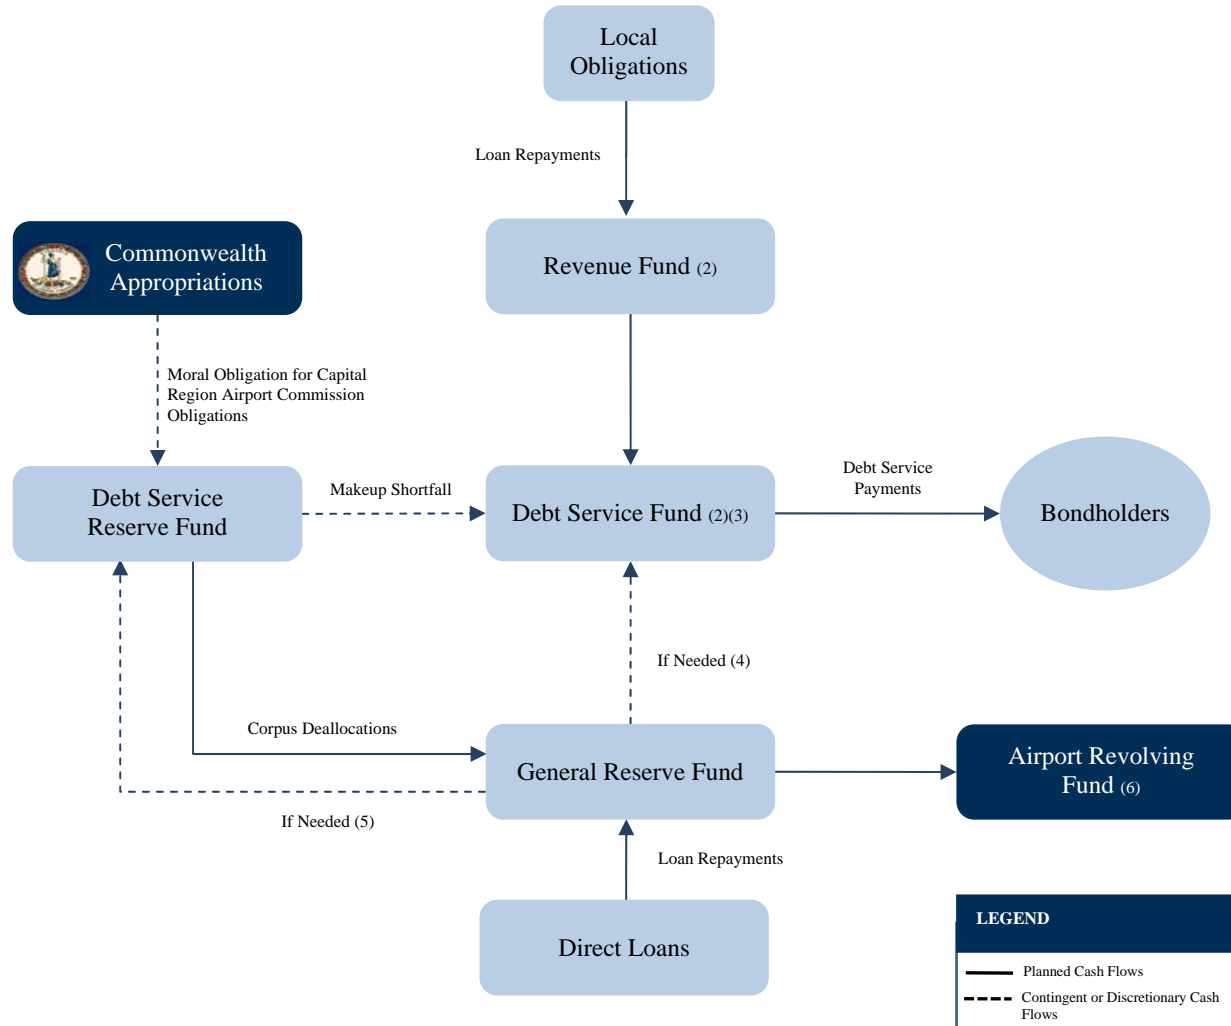 Local
Obligations
Loan Repayments
Commonwealth
Appropriations
Revenue Fund (2)
Moral Obligation for Capital
Region Airport Commission
Obligations
Debt Service
Reserve Fund
Makeup Shortfall
Debt Service Fund (2)(3)
Debt Service
Payments
Bondholders
If Needed (4)
Corpus Deallocations
General Reserve Fund
Airport Revolving
Fund (6)
If Needed (5)
Loan Repayments
Direct Loans
LEGEND
Planned Cash Flows
Contingent or Discretionary Cash
Flows